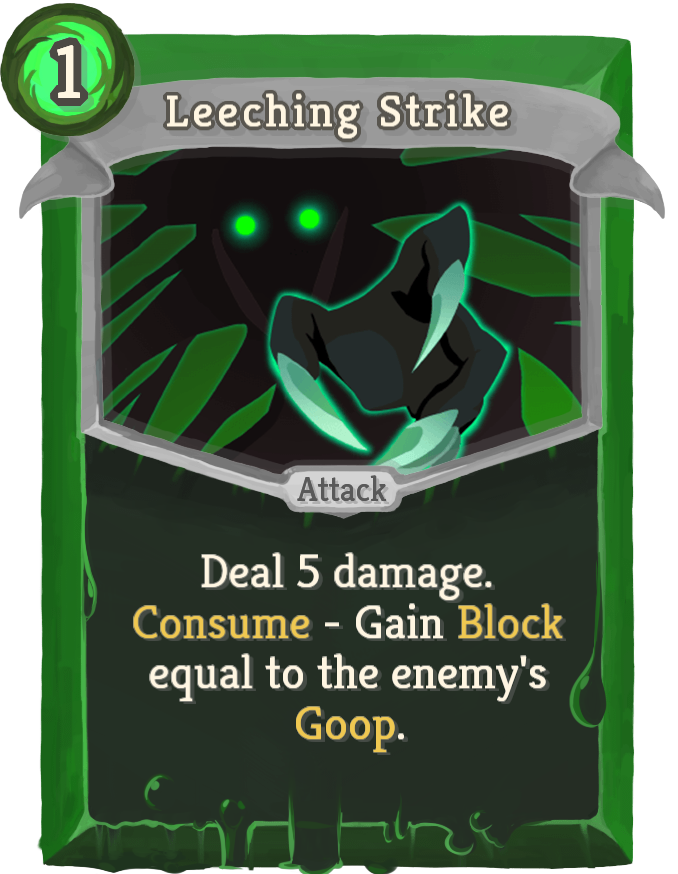 1
Leeching Strike
Attack
Deal 5 damage.
Consume - Gain Block
equal to the enemy's
Goop.